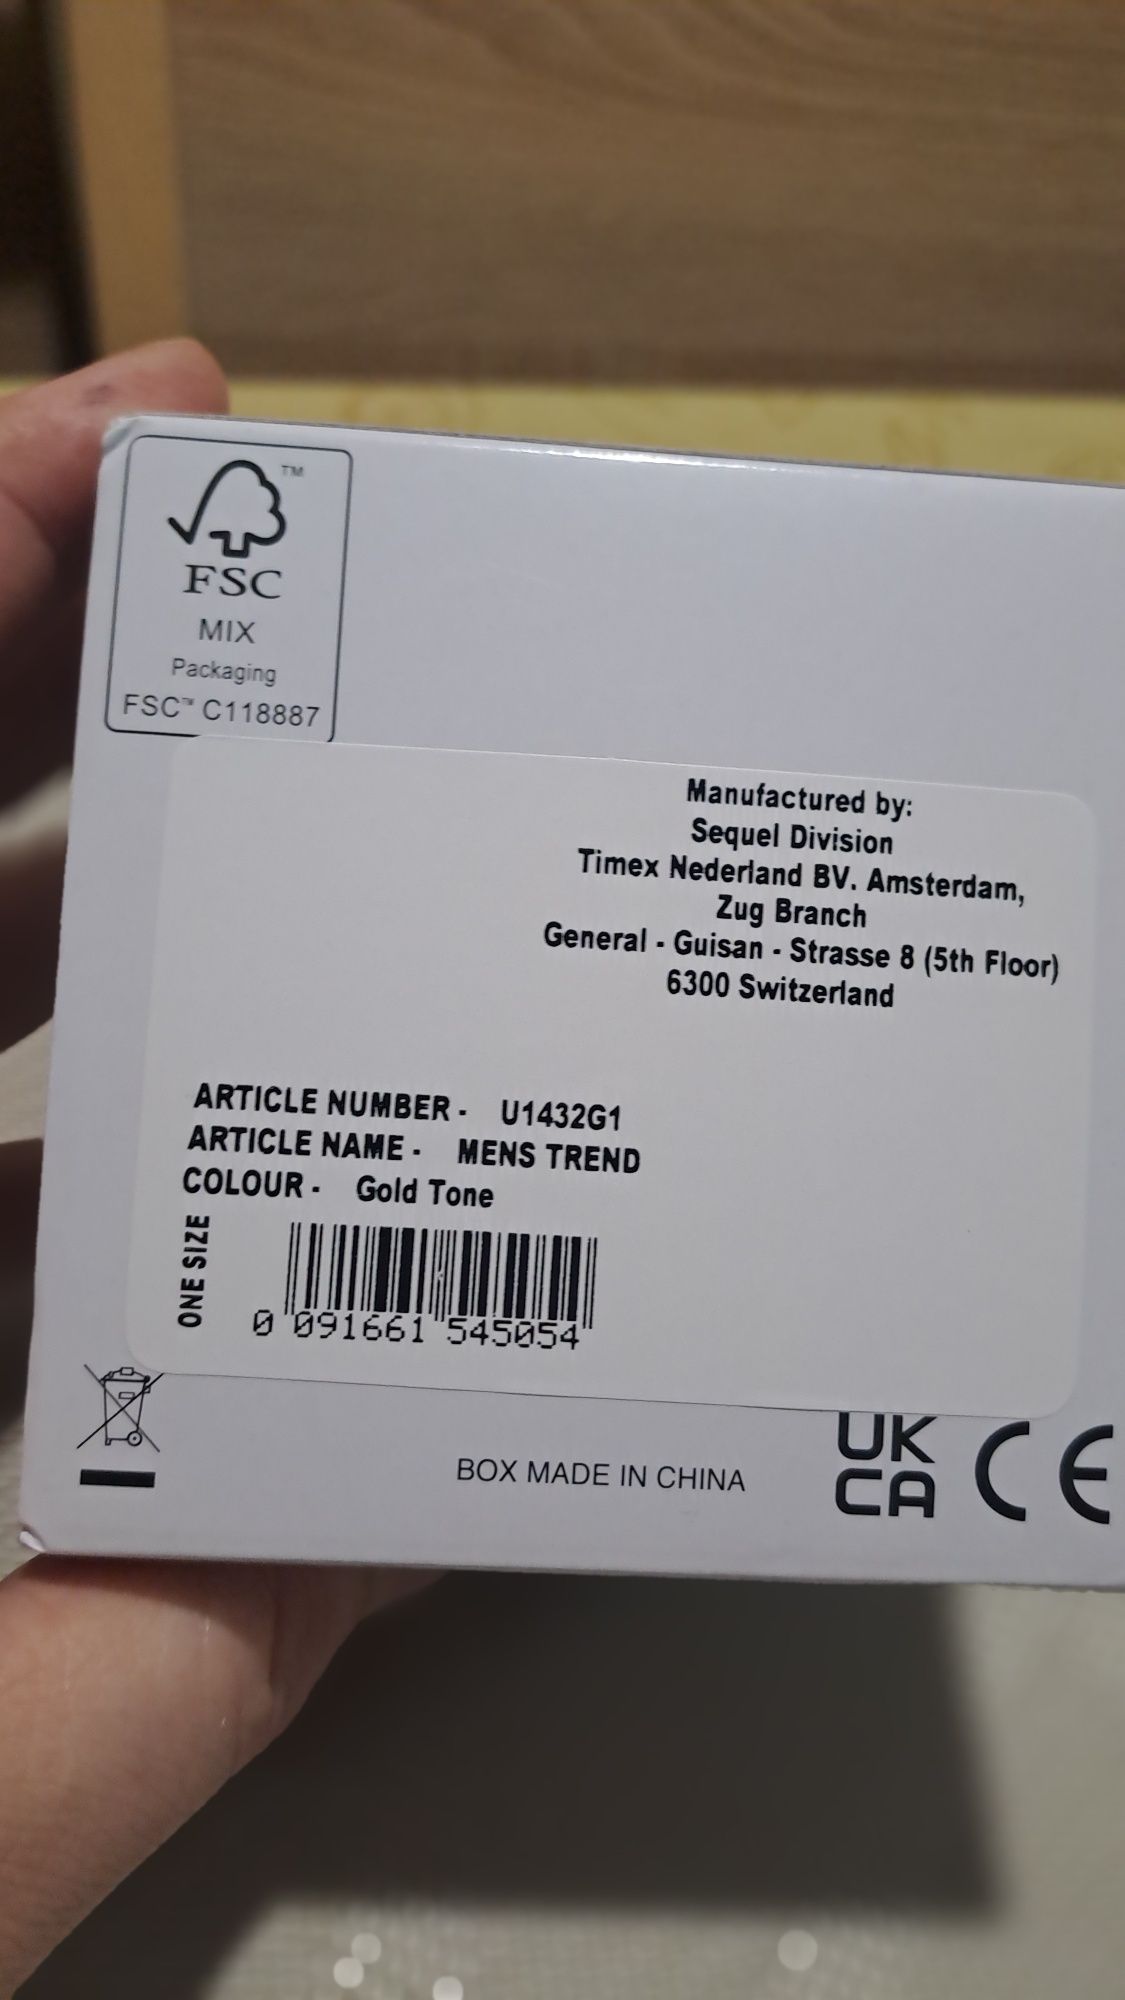 TM
FSC
MIX
Packaging
FSC™ C118887
Manufactured by:
Sequel Division
Timex Nederland BV. Amsterdam,
Zug Branch
General - Guisan - Strasse 8 (5th Floor)
6300 Switzerland
ARTICLE NUMBER - U1432G1
ARTICLE NAME - MENS TREND
COLOUR - Gold Tone
ONE SIZE
0 091661 545054
BOX MADE IN CHINA
UK
CA
CE